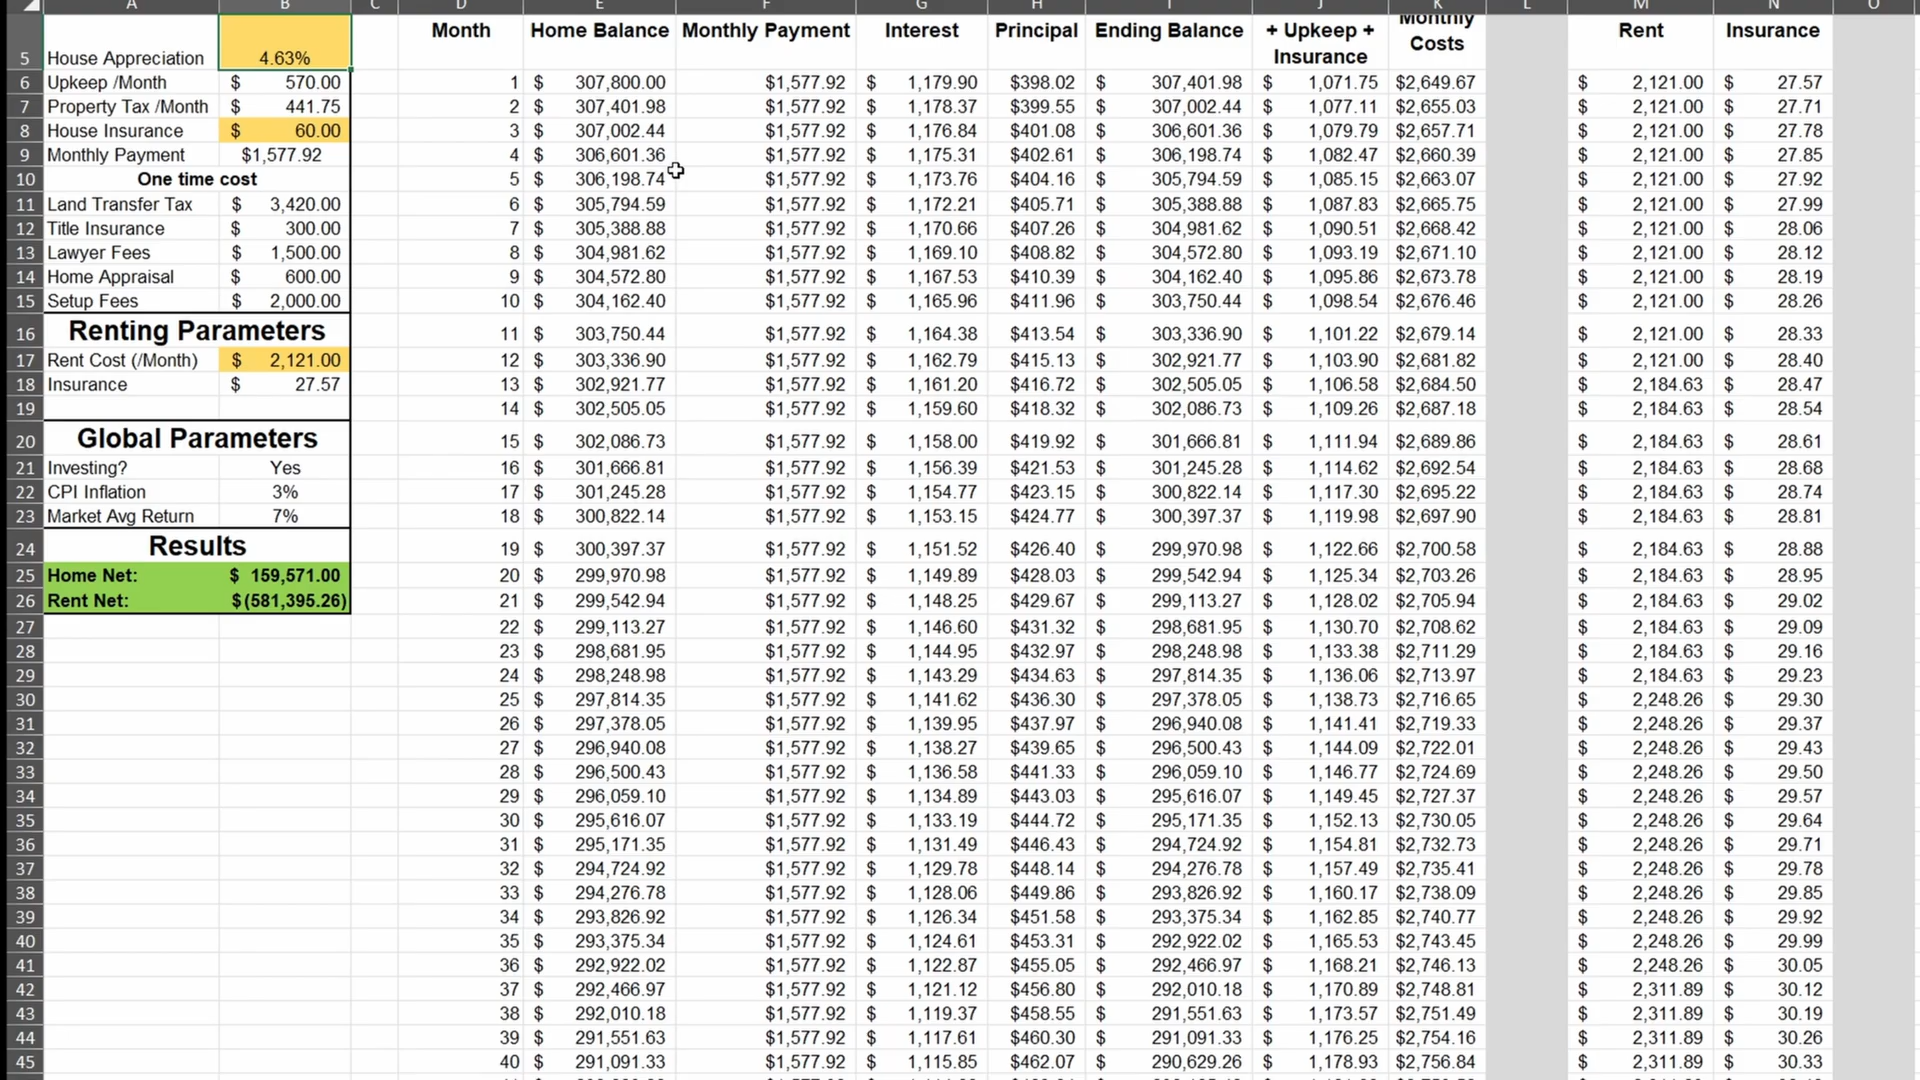 A B C D E F G H I J K L M N O
Month Home Balance Monthly Payment Interest Principal Ending Balance + Upkeep + Insurance Monthly Costs Rent Insurance
5 House Appreciation 4.63%
6 Upkeep /Month $ 570.00 1 $ 307,800.00 $1,577.92 $ 1,179.90 $398.02 $ 307,401.98 $ 1,071.75 $2,649.67 $ 2,121.00 $ 27.57
7 Property Tax /Month $ 441.75 2 $ 307,401.98 $1,577.92 $ 1,178.37 $399.55 $ 307,002.44 $ 1,077.11 $2,655.03 $ 2,121.00 $ 27.71
8 House Insurance $ 60.00 3 $ 307,002.44 $1,577.92 $ 1,176.84 $401.08 $ 306,601.36 $ 1,079.79 $2,657.71 $ 2,121.00 $ 27.78
9 Monthly Payment $1,577.92 4 $ 306,601.36 $1,577.92 $ 1,175.31 $402.61 $ 306,198.74 $ 1,082.47 $2,660.39 $ 2,121.00 $ 27.85
10 One time cost 5 $ 306,198.74 $1,577.92 $ 1,173.76 $404.16 $ 305,794.59 $ 1,085.15 $2,663.07 $ 2,121.00 $ 27.92
11 Land Transfer Tax $ 3,420.00 6 $ 305,794.59 $1,577.92 $ 1,172.21 $405.71 $ 305,388.88 $ 1,087.83 $2,665.75 $ 2,121.00 $ 27.99
12 Title Insurance $ 300.00 7 $ 305,388.88 $1,577.92 $ 1,170.66 $407.26 $ 304,981.62 $ 1,090.51 $2,668.42 $ 2,121.00 $ 28.06
13 Lawyer Fees $ 1,500.00 8 $ 304,981.62 $1,577.92 $ 1,169.10 $408.82 $ 304,572.80 $ 1,093.19 $2,671.10 $ 2,121.00 $ 28.12
14 Home Appraisal $ 600.00 9 $ 304,572.80 $1,577.92 $ 1,167.53 $410.39 $ 304,162.40 $ 1,095.86 $2,673.78 $ 2,121.00 $ 28.19
15 Setup Fees $ 2,000.00 10 $ 304,162.40 $1,577.92 $ 1,165.96 $411.96 $ 303,750.44 $ 1,098.54 $2,676.46 $ 2,121.00 $ 28.26
16 Renting Parameters 11 $ 303,750.44 $1,577.92 $ 1,164.38 $413.54 $ 303,336.90 $ 1,101.22 $2,679.14 $ 2,121.00 $ 28.33
17 Rent Cost (/Month) $ 2,121.00 12 $ 303,336.90 $1,577.92 $ 1,162.79 $415.13 $ 302,921.77 $ 1,103.90 $2,681.82 $ 2,121.00 $ 28.40
18 Insurance $ 27.57 13 $ 302,921.77 $1,577.92 $ 1,161.20 $416.72 $ 302,505.05 $ 1,106.58 $2,684.50 $ 2,184.63 $ 28.47
19 14 $ 302,505.05 $1,577.92 $ 1,159.60 $418.32 $ 302,086.73 $ 1,109.26 $2,687.18 $ 2,184.63 $ 28.54
20 Global Parameters 15 $ 302,086.73 $1,577.92 $ 1,158.00 $419.92 $ 301,666.81 $ 1,111.94 $2,689.86 $ 2,184.63 $ 28.61
21 Investing? Yes 16 $ 301,666.81 $1,577.92 $ 1,156.39 $421.53 $ 301,245.28 $ 1,114.62 $2,692.54 $ 2,184.63 $ 28.68
22 CPI Inflation 3% 17 $ 301,245.28 $1,577.92 $ 1,154.77 $423.15 $ 300,822.14 $ 1,117.30 $2,695.22 $ 2,184.63 $ 28.74
23 Market Avg Return 7% 18 $ 300,822.14 $1,577.92 $ 1,153.15 $424.77 $ 300,397.37 $ 1,119.98 $2,697.90 $ 2,184.63 $ 28.81
24 Results 19 $ 300,397.37 $1,577.92 $ 1,151.52 $426.40 $ 299,970.98 $ 1,122.66 $2,700.58 $ 2,184.63 $ 28.88
25 Home Net: $ 159,571.00 20 $ 299,970.98 $1,577.92 $ 1,149.89 $428.03 $ 299,542.94 $ 1,125.34 $2,703.26 $ 2,184.63 $ 28.95
26 Rent Net: $(581,395.26) 21 $ 299,542.94 $1,577.92 $ 1,148.25 $429.67 $ 299,113.27 $ 1,128.02 $2,705.94 $ 2,184.63 $ 29.02
27 22 $ 299,113.27 $1,577.92 $ 1,146.60 $431.32 $ 298,681.95 $ 1,130.70 $2,708.62 $ 2,184.63 $ 29.09
28 23 $ 298,681.95 $1,577.92 $ 1,144.95 $432.97 $ 298,248.98 $ 1,133.38 $2,711.29 $ 2,184.63 $ 29.16
29 24 $ 298,248.98 $1,577.92 $ 1,143.29 $434.63 $ 297,814.35 $ 1,136.06 $2,713.97 $ 2,184.63 $ 29.23
30 25 $ 297,814.35 $1,577.92 $ 1,141.62 $436.30 $ 297,378.05 $ 1,138.73 $2,716.65 $ 2,248.26 $ 29.30
31 26 $ 297,378.05 $1,577.92 $ 1,139.95 $437.97 $ 296,940.08 $ 1,141.41 $2,719.33 $ 2,248.26 $ 29.37
32 27 $ 296,940.08 $1,577.92 $ 1,138.27 $439.65 $ 296,500.43 $ 1,144.09 $2,722.01 $ 2,248.26 $ 29.43
33 28 $ 296,500.43 $1,577.92 $ 1,136.58 $441.33 $ 296,059.10 $ 1,146.77 $2,724.69 $ 2,248.26 $ 29.50
34 29 $ 296,059.10 $1,577.92 $ 1,134.89 $443.03 $ 295,616.07 $ 1,149.45 $2,727.37 $ 2,248.26 $ 29.57
35 30 $ 295,616.07 $1,577.92 $ 1,133.19 $444.72 $ 295,171.35 $ 1,152.13 $2,730.05 $ 2,248.26 $ 29.64
36 31 $ 295,171.35 $1,577.92 $ 1,131.49 $446.43 $ 294,724.92 $ 1,154.81 $2,732.73 $ 2,248.26 $ 29.71
37 32 $ 294,724.92 $1,577.92 $ 1,129.78 $448.14 $ 294,276.78 $ 1,157.49 $2,735.41 $ 2,248.26 $ 29.78
38 33 $ 294,276.78 $1,577.92 $ 1,128.06 $449.86 $ 293,826.92 $ 1,160.17 $2,738.09 $ 2,248.26 $ 29.85
39 34 $ 293,826.92 $1,577.92 $ 1,126.34 $451.58 $ 293,375.34 $ 1,162.85 $2,740.77 $ 2,248.26 $ 29.92
40 35 $ 293,375.34 $1,577.92 $ 1,124.61 $453.31 $ 292,922.02 $ 1,165.53 $2,743.45 $ 2,248.26 $ 29.99
41 36 $ 292,922.02 $1,577.92 $ 1,122.87 $455.05 $ 292,466.97 $ 1,168.21 $2,746.13 $ 2,248.26 $ 30.05
42 37 $ 292,466.97 $1,577.92 $ 1,121.12 $456.80 $ 292,010.18 $ 1,170.89 $2,748.81 $ 2,311.89 $ 30.12
43 38 $ 292,010.18 $1,577.92 $ 1,119.37 $458.55 $ 291,551.63 $ 1,173.57 $2,751.49 $ 2,311.89 $ 30.19
44 39 $ 291,551.63 $1,577.92 $ 1,117.61 $460.30 $ 291,091.33 $ 1,176.25 $2,754.16 $ 2,311.89 $ 30.26
45 40 $ 291,091.33 $1,577.92 $ 1,115.85 $462.07 $ 290,629.26 $ 1,178.93 $2,756.84 $ 2,311.89 $ 30.33